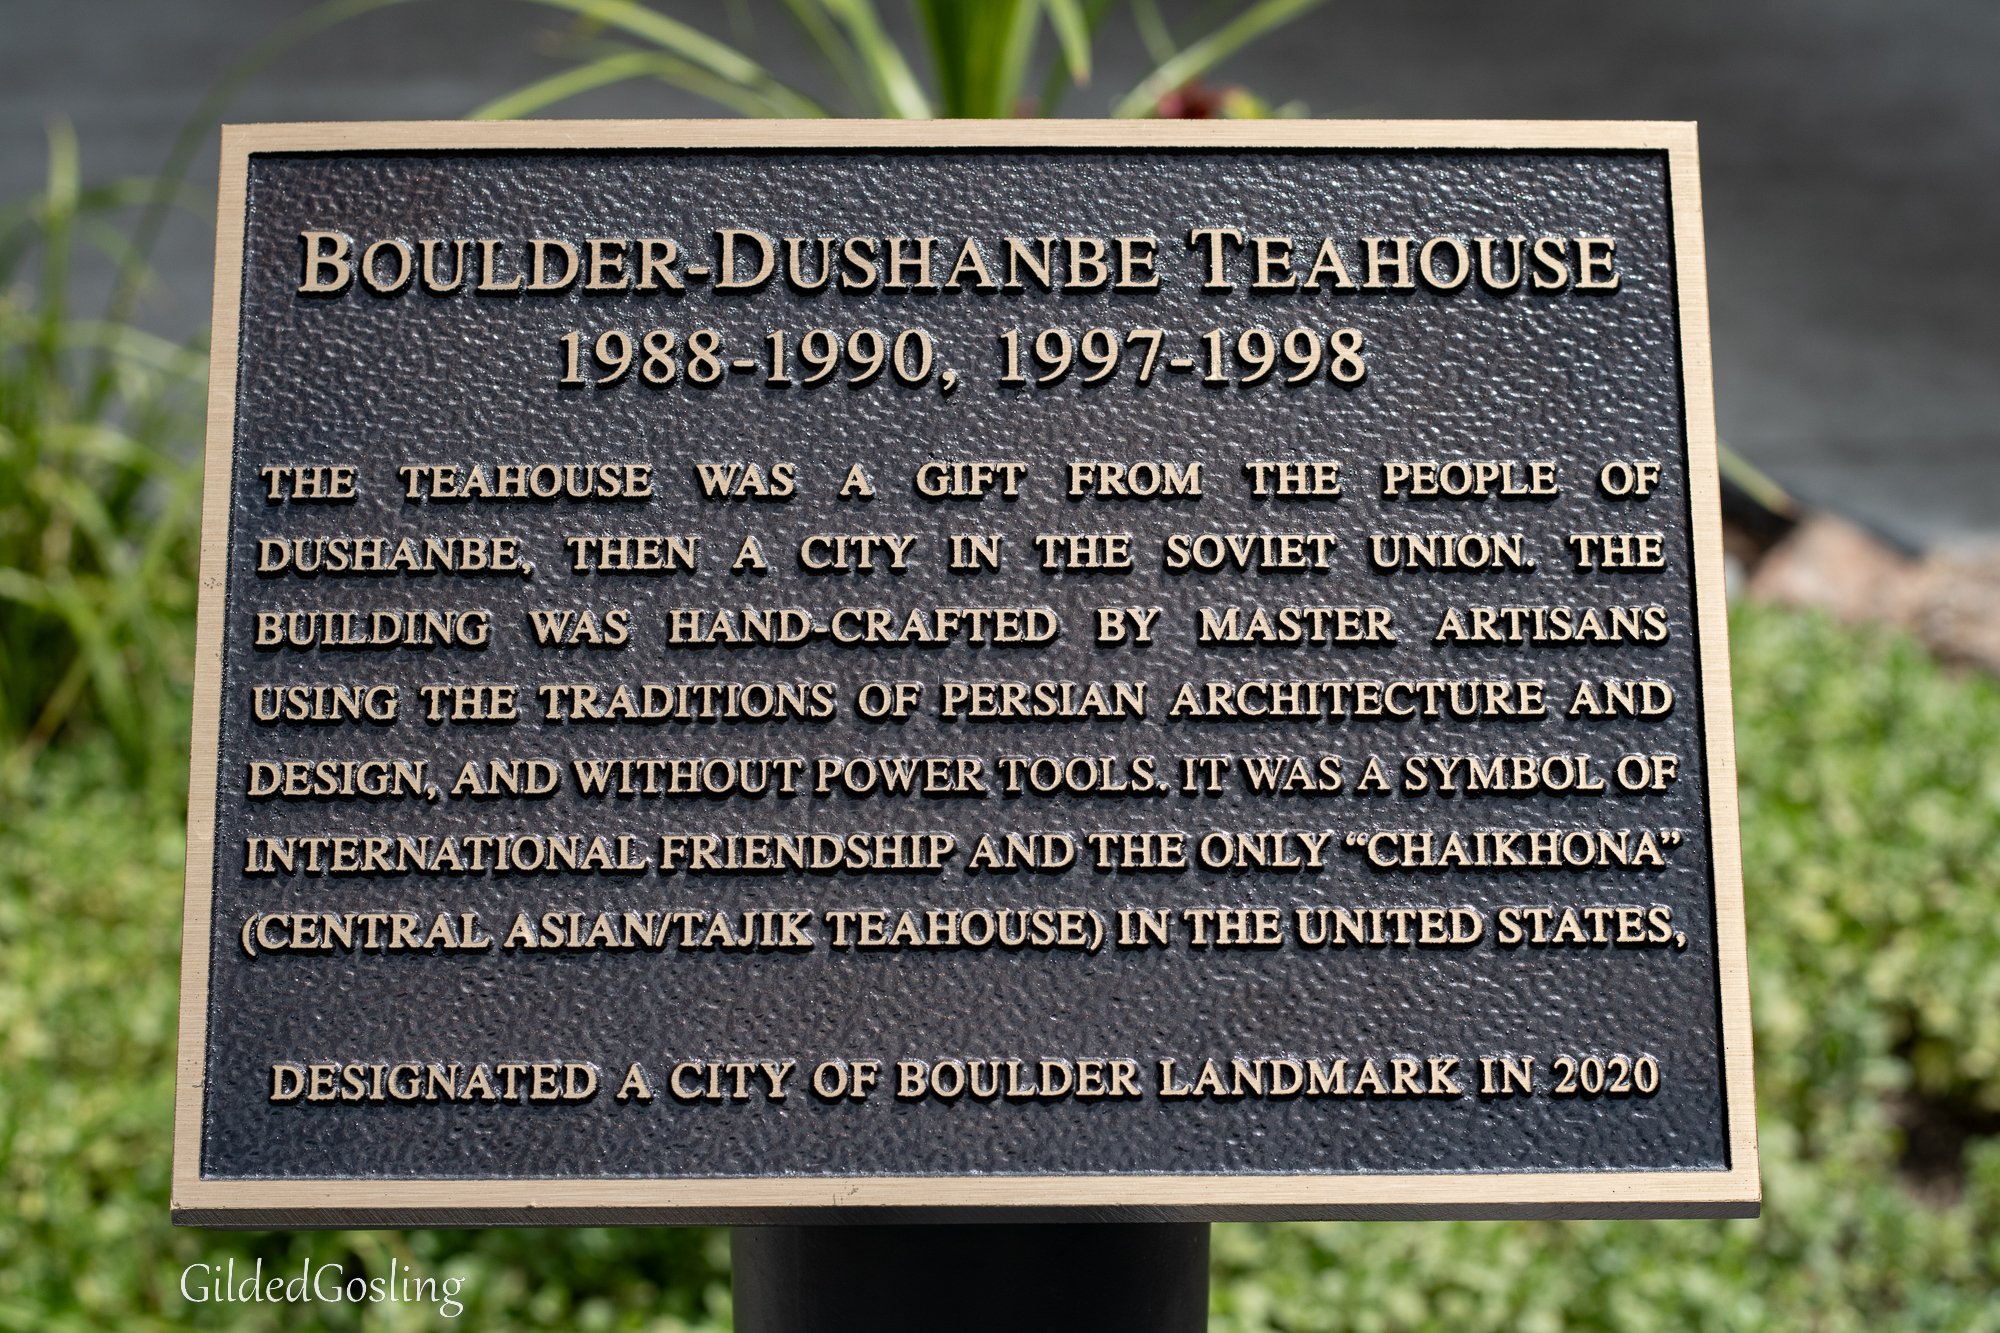 BOULDER-DUSHANBE TEAHOUSE
1988-1990, 1997-1998
THE TEAHOUSE WAS A GIFT FROM THE PEOPLE OF
DUSHANBE, THEN A CITY IN THE SOVIET UNION. THE
BUILDING WAS HAND-CRAFTED BY MASTER ARTISANS
USING THE TRADITIONS OF PERSIAN ARCHITECTURE AND
DESIGN, AND WITHOUT POWER TOOLS. IT WAS A SYMBOL OF
INTERNATIONAL FRIENDSHIP AND THE ONLY “CHAIKHONA”
(CENTRAL ASIAN/TAJIK TEAHOUSE) IN THE UNITED STATES,
DESIGNATED A CITY OF BOULDER LANDMARK IN 2020
GildedGosling